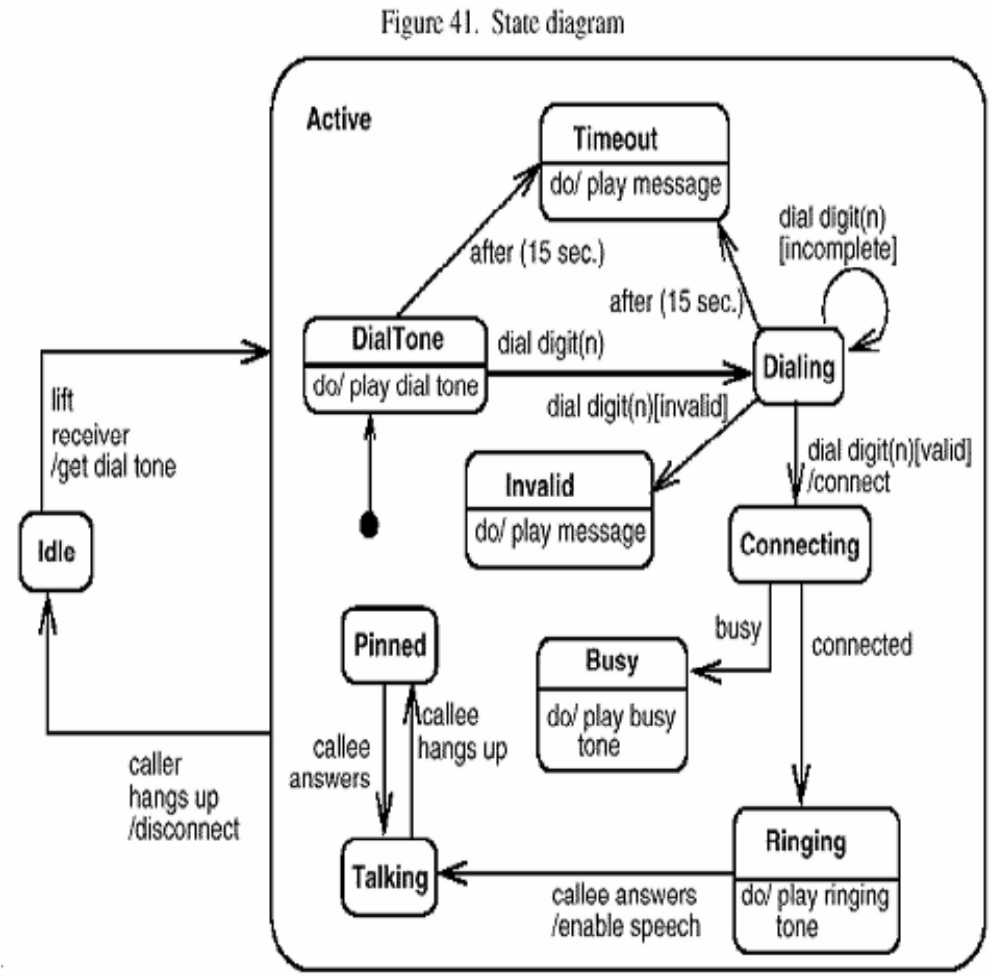 Figure 41. State diagram
Active
Timeout
do/ play message
dial digit(n)
[incomplete]
after (15 sec.)
after (15 sec.)
DialTone
do/ play dial tone
dial digit(n)
Dialing
dial digit(n)[invalid]
lift
receiver
/get dial tone
dial digit(n)[valid]
/connect
Invalid
do/ play message
Idle
Connecting
Pinned
busy
connected
Busy
do/ play busy
tone
callee
hangs up
callee
answers
caller
hangs up
/disconnect
Ringing
do/ play ringing
tone
Talking
callee answers
/enable speech